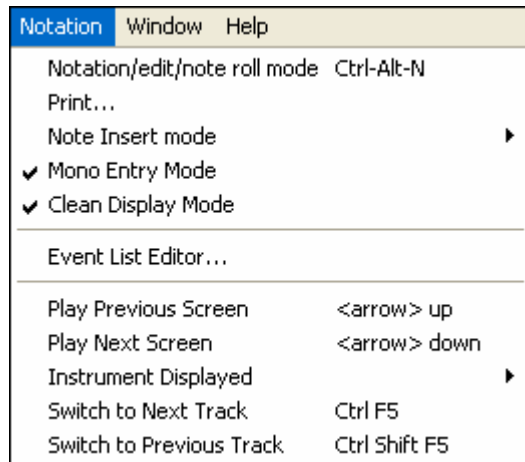 Notation Window Help
Notation/edit/note roll mode Ctrl-Alt-N
Print...
Note Insert mode
Mono Entry Mode
Clean Display Mode
Event List Editor...
Play Previous Screen <arrow> up
Play Next Screen <arrow> down
Instrument Displayed
Switch to Next Track Ctrl F5
Switch to Previous Track Ctrl Shift F5